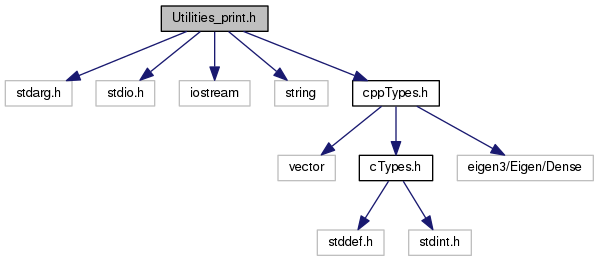 Utilities_print.h
stdarg.h
stdio.h
iostream
string
cppTypes.h
vector
cTypes.h
eigen3/Eigen/Dense
stddef.h
stdint.h